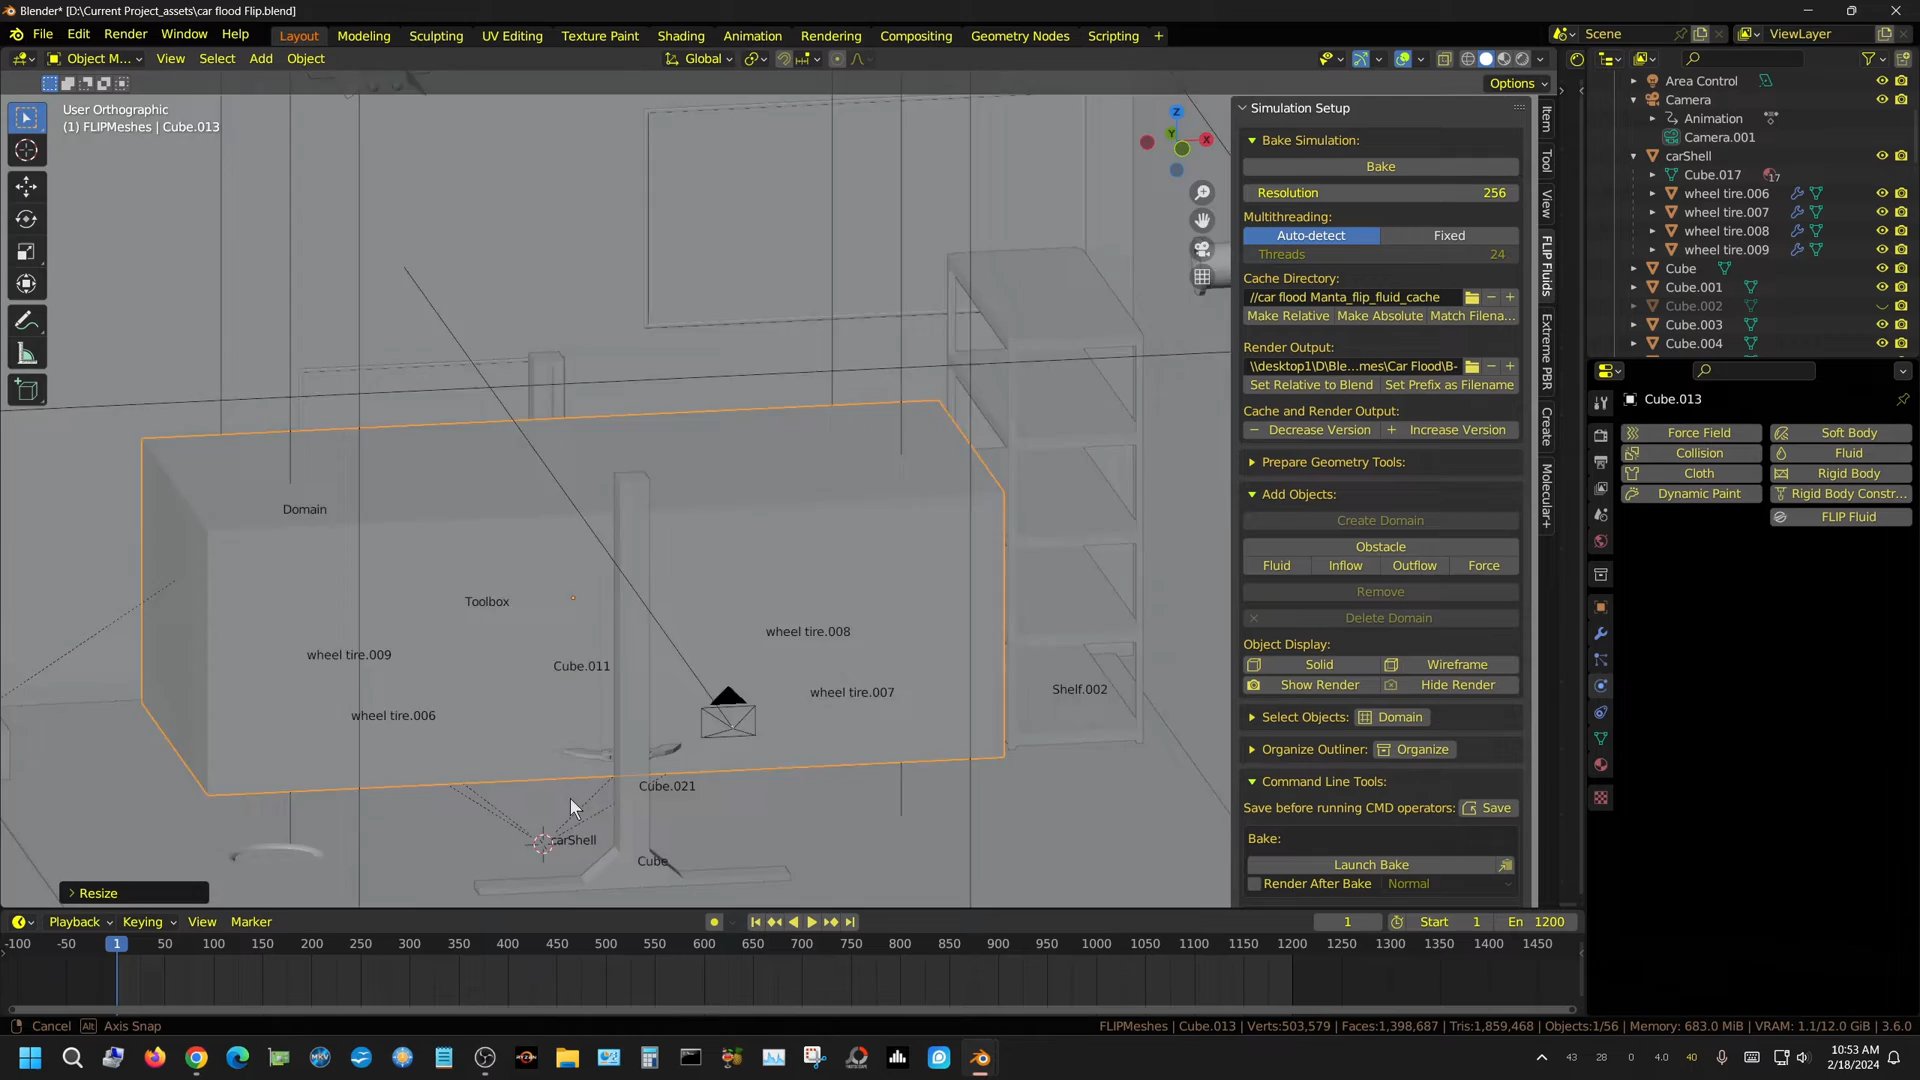 Blender* [D:\Current Project_assets\car flood Flip.blend]
File Edit Render Window Help Layout Modeling Sculpting UV Editing Texture Paint Shading Animation Rendering Compositing Geometry Nodes Scripting + Scene ViewLayer
Object M... View Select Add Object Global
Options
User Orthographic
(1) FLIPMeshes | Cube.013
Z
Y
X
Domain
Toolbox
wheel tire.008
wheel tire.009
Cube.011
Shelf.002
wheel tire.007
wheel tire.006
Cube.021
carShell
Cube
Resize
Simulation Setup
Bake Simulation:
Bake
Resolution 256
Multithreading:
Auto-detect Fixed
Threads 24
Cache Directory:
//car flood Manta_flip_fluid_cache
Make Relative Make Absolute Match Filena...
Render Output:
\\desktop1\D\Ble...mes\Car Flood\B-
Set Relative to Blend Set Prefix as Filename
Cache and Render Output:
Decrease Version Increase Version
Prepare Geometry Tools:
Add Objects:
Create Domain
Obstacle
Fluid Inflow Outflow Force
Remove
Delete Domain
Object Display:
Solid Wireframe
Show Render Hide Render
Select Objects: Domain
Organize Outliner: Organize
Command Line Tools:
Save before running CMD operators: Save
Bake:
Launch Bake
Render After Bake Normal
Item
Tool
View
FLIP Fluids
Extreme PBR
Create
Molecular+
Area Control
Camera
Animation
Camera.001
carShell
Cube.017 17
wheel tire.006
wheel tire.007
wheel tire.008
wheel tire.009
Cube
Cube.001
Cube.002
Cube.003
Cube.004
Cube.013
Force Field Soft Body
Collision Fluid
Cloth Rigid Body
Dynamic Paint Rigid Body Constr...
FLIP Fluid
Playback Keying View Marker 1 Start 1 En 1200
-100 -50 1 50 100 150 200 250 300 350 400 450 500 550 600 650 700 750 800 850 900 950 1000 1050 1100 1150 1200 1250 1300 1350 1400 1450
Cancel Alt Axis Snap FLIPMeshes | Cube.013 | Verts:503,579 | Faces:1,398,687 | Tris:1,859,468 | Objects:1/56 | Memory: 683.0 MiB | VRAM: 1.1/12.0 GiB | 3.6.0
MKV RYZEN 43 28 0 4.0 40 10:53 AM
2/18/2024